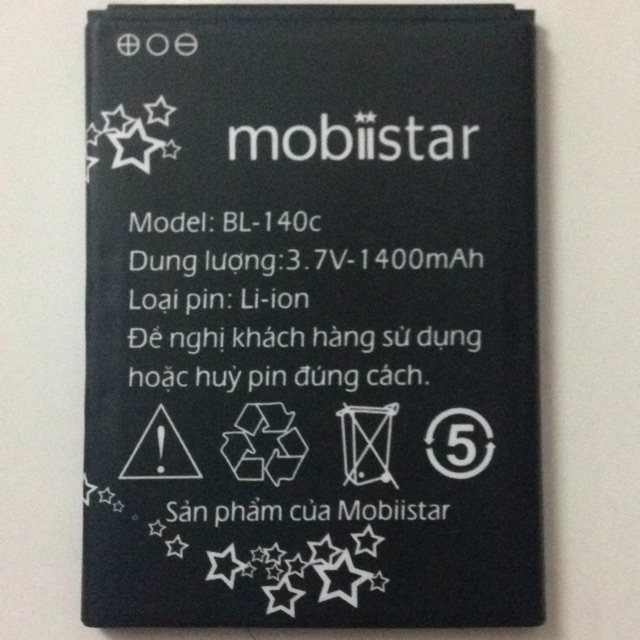 mobiistar
Model: BL-140c
Dung lượng:3.7V-1400mAh
Loại pin: Li-ion
Đề nghị khách hàng sử dụng
hoặc huỷ pin đúng cách.
5
Sản phẩm của Mobiistar